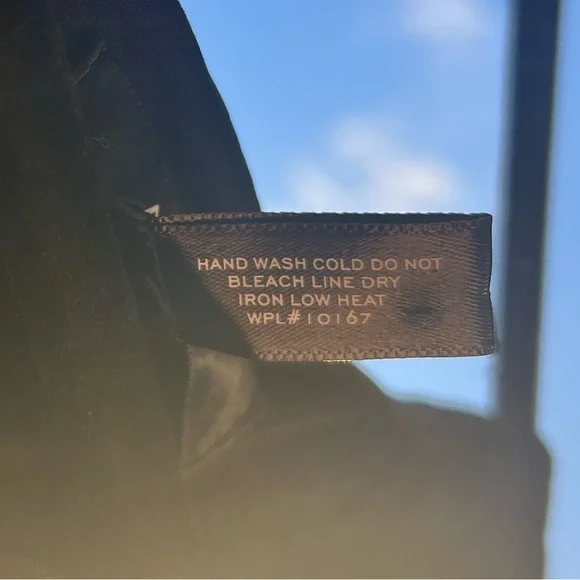 HAND WASH COLD DO NOT
BLEACH LINE DRY
IRON LOW HEAT
WPL#10167